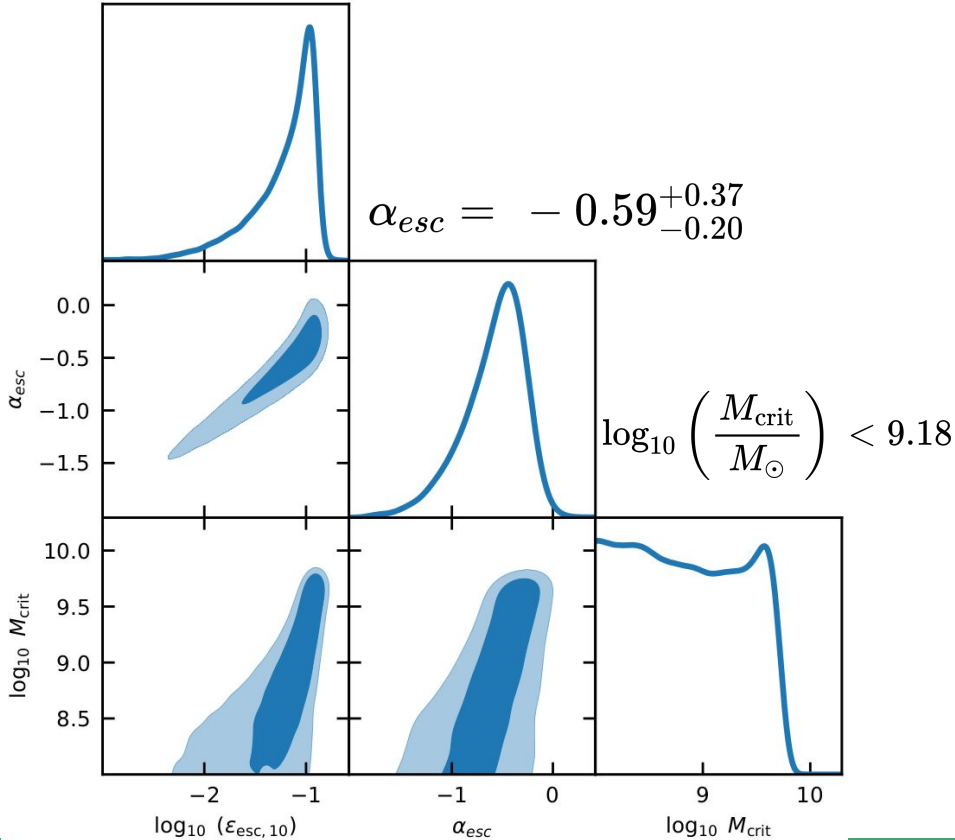 α_esc = −0.59^{+0.37}_{−0.20}
0.0
−0.5
−1.0
−1.5
α_esc
log₁₀ (M_crit / M_⊙) < 9.18
10.0
9.5
9.0
8.5
log₁₀ M_crit
−2 −1
log₁₀ (ε_esc, 10)
−1 0
α_esc
9 10
log₁₀ M_crit